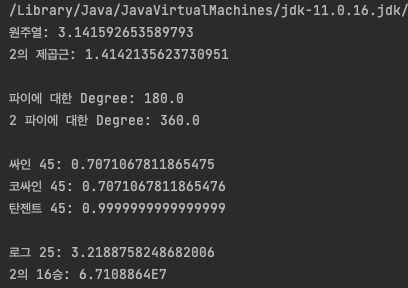 /Library/Java/JavaVirtualMachines/jdk-11.0.16.jdk/
원주열: 3.141592653589793
2의 제곱근: 1.4142135623730951
파이에 대한 Degree: 180.0
2 파이에 대한 Degree: 360.0
싸인 45: 0.7071067811865475
코싸인 45: 0.7071067811865476
탄젠트 45: 0.9999999999999999
로그 25: 3.2188758248682006
2의 16승: 6.7108864E7